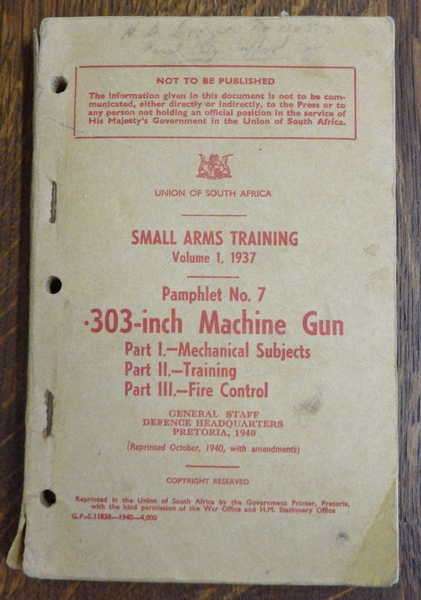 NOT TO BE PUBLISHED
The information given in this document is not to be com-
municated, either directly or indirectly, to the Press or to
any person not holding an official position in the service of
His Majesty's Government in the Union of South Africa.
UNION OF SOUTH AFRICA
SMALL ARMS TRAINING
Volume 1, 1937
Pamphlet No. 7
·303-inch Machine Gun
Part I.—Mechanical Subjects
Part II.—Training
Part III.—Fire Control
GENERAL STAFF
DEFENCE HEADQUARTERS
PRETORIA, 1940
(Reprinted October, 1940, with amendments)
COPYRIGHT RESERVED
Reprinted in the Union of South Africa by the Government Printer, Pretoria,
with the kind permission of the War Office and H.M. Stationery Office